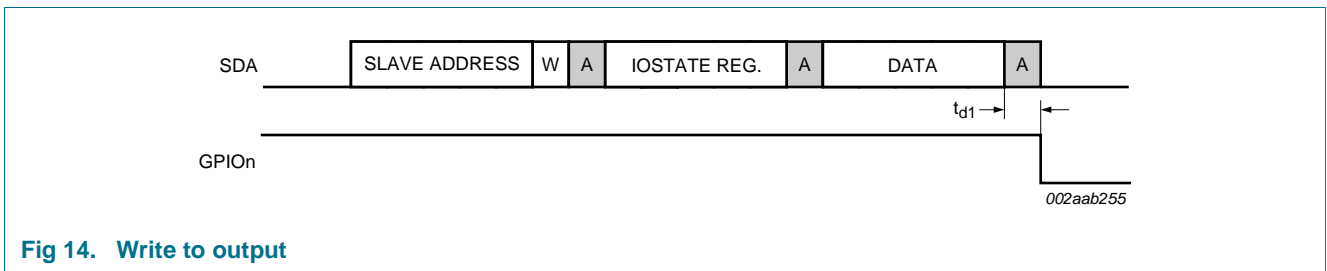 SDA SLAVE ADDRESS W A IOSTATE REG. A DATA A
td1
GPIOn
002aab255
Fig 14. Write to output